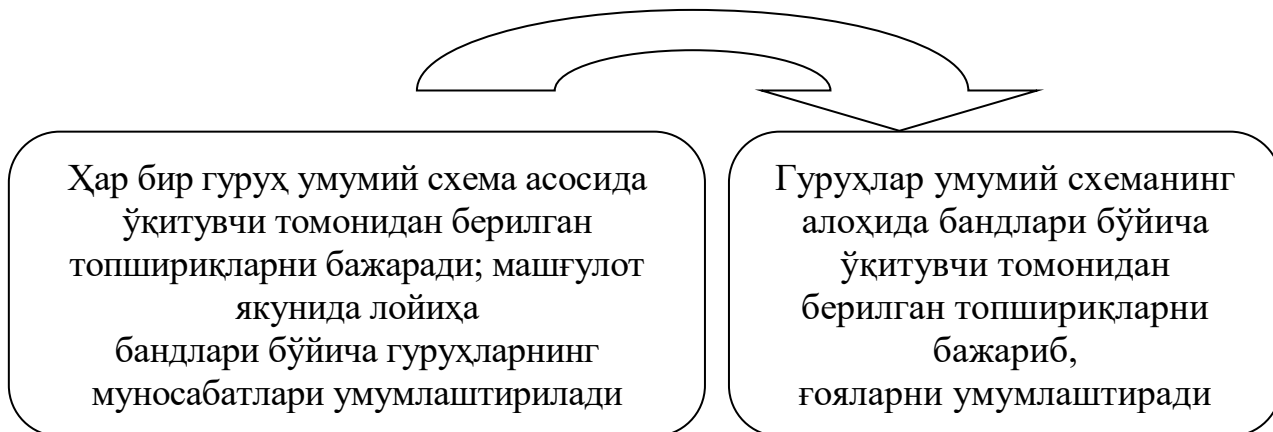 Ҳар бир гуруҳ умумий схема асосида
ўқитувчи томонидан берилган
топшириқларни бажаради; машғулот
якунида лойиҳа
бандлари бўйича гуруҳларнинг
муносабатлари умумлаштирилади
Гуруҳлар умумий схеманинг
алоҳида бандлари бўйича
ўқитувчи томонидан
берилган топшириқларни
бажариб,
ғояларни умумлаштиради